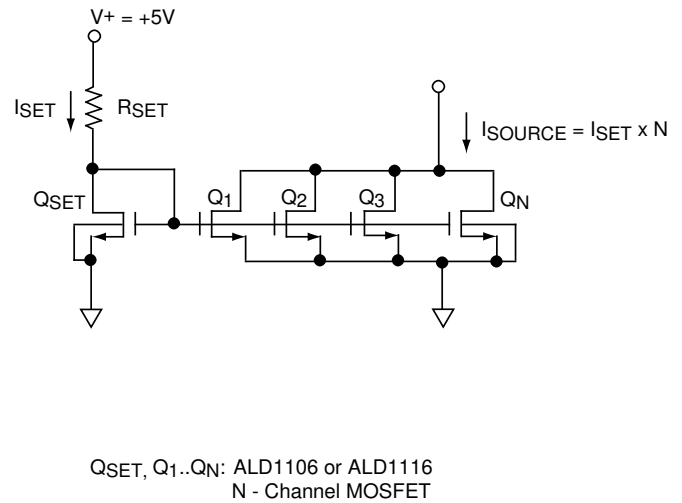 V+ = +5V
ISET
RSET
ISOURCE = ISET x N
QSET
Q1
Q2
Q3
QN
QSET, Q1..QN: ALD1106 or ALD1116
N - Channel MOSFET